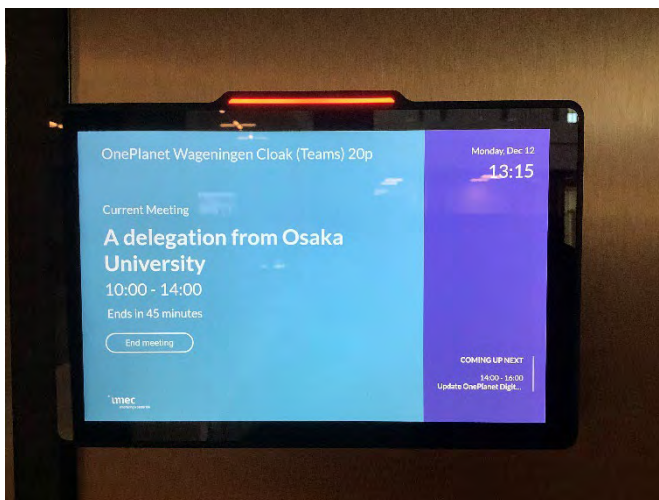 OnePlanet Wageningen Cloak (Teams) 20p
Monday, Dec 12
13:15
Current Meeting
A delegation from Osaka
University
10:00 - 14:00
Ends in 45 minutes
End meeting
COMING UP NEXT
14:00 - 16:00
Update OnePlanet Digit...
imec